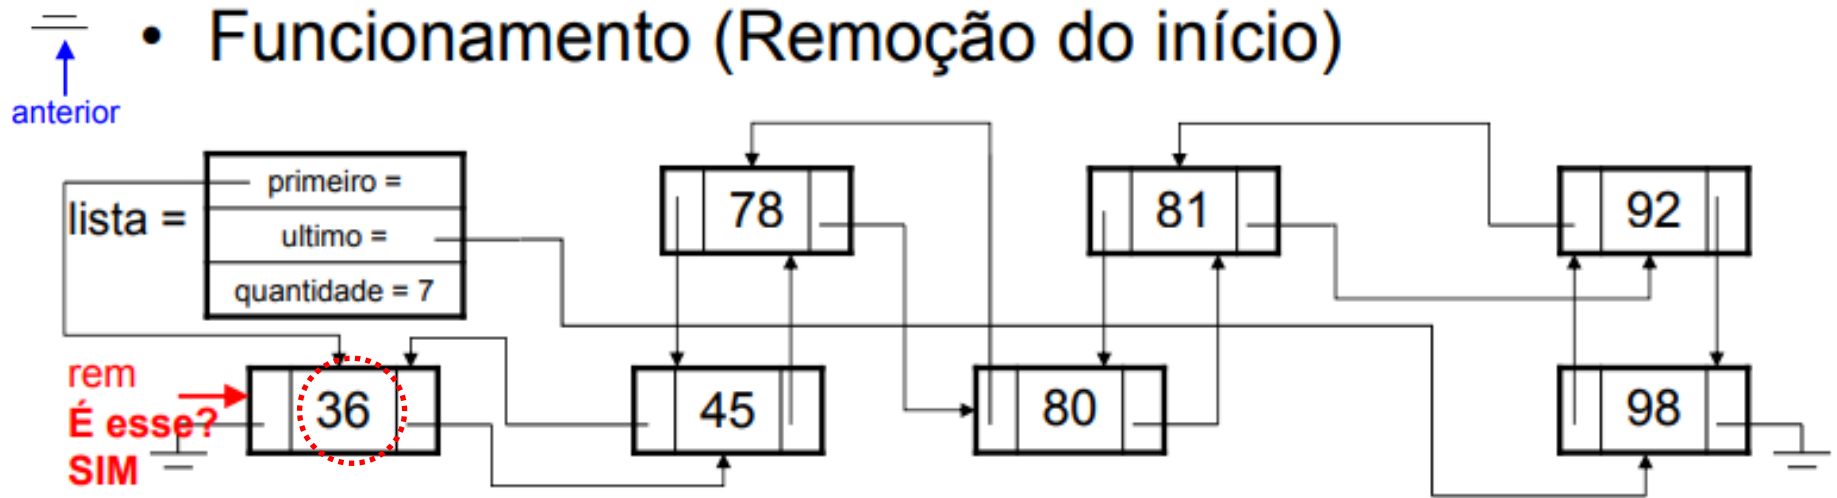 • Funcionamento (Remoção do início)
anterior
lista =
primeiro =
ultimo =
quantidade = 7
78
81
92
rem
É esse?
SIM
36
45
80
98